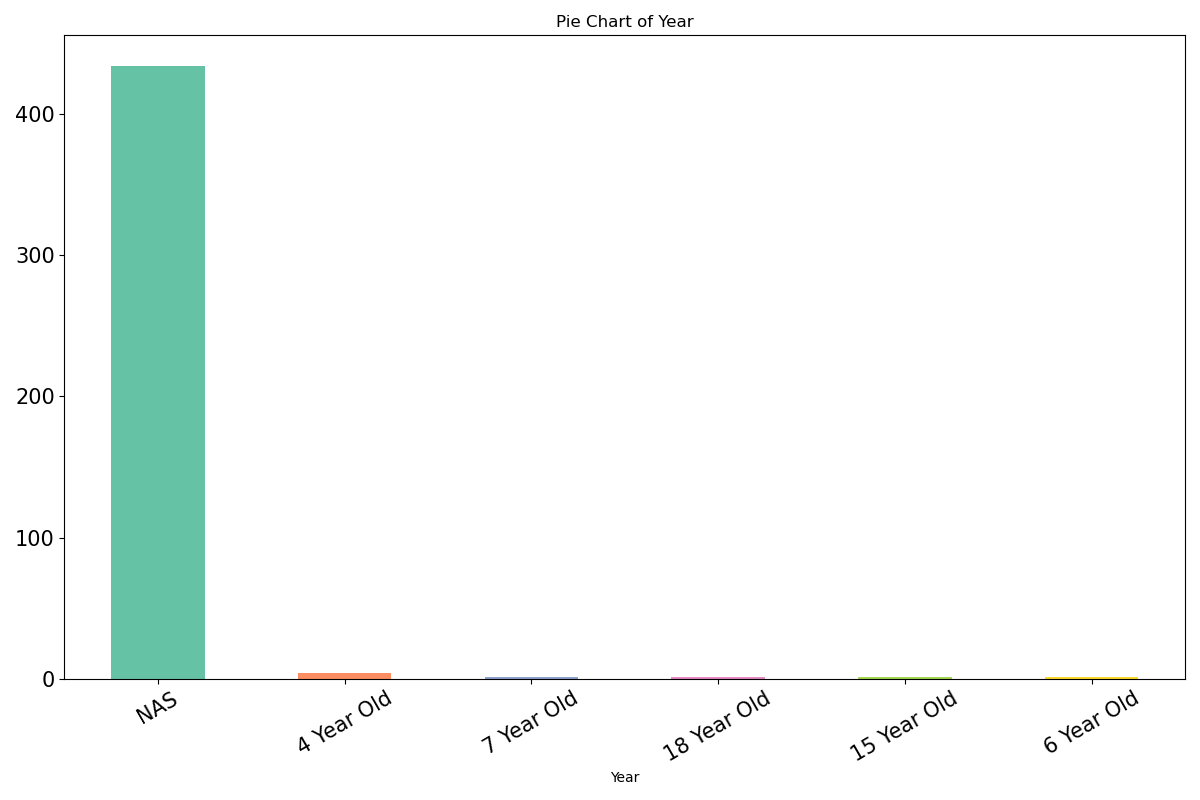 Pie Chart of Year
400
300
200
100
0
NAS
4 Year Old
7 Year Old
18 Year Old
15 Year Old
6 Year Old
Year